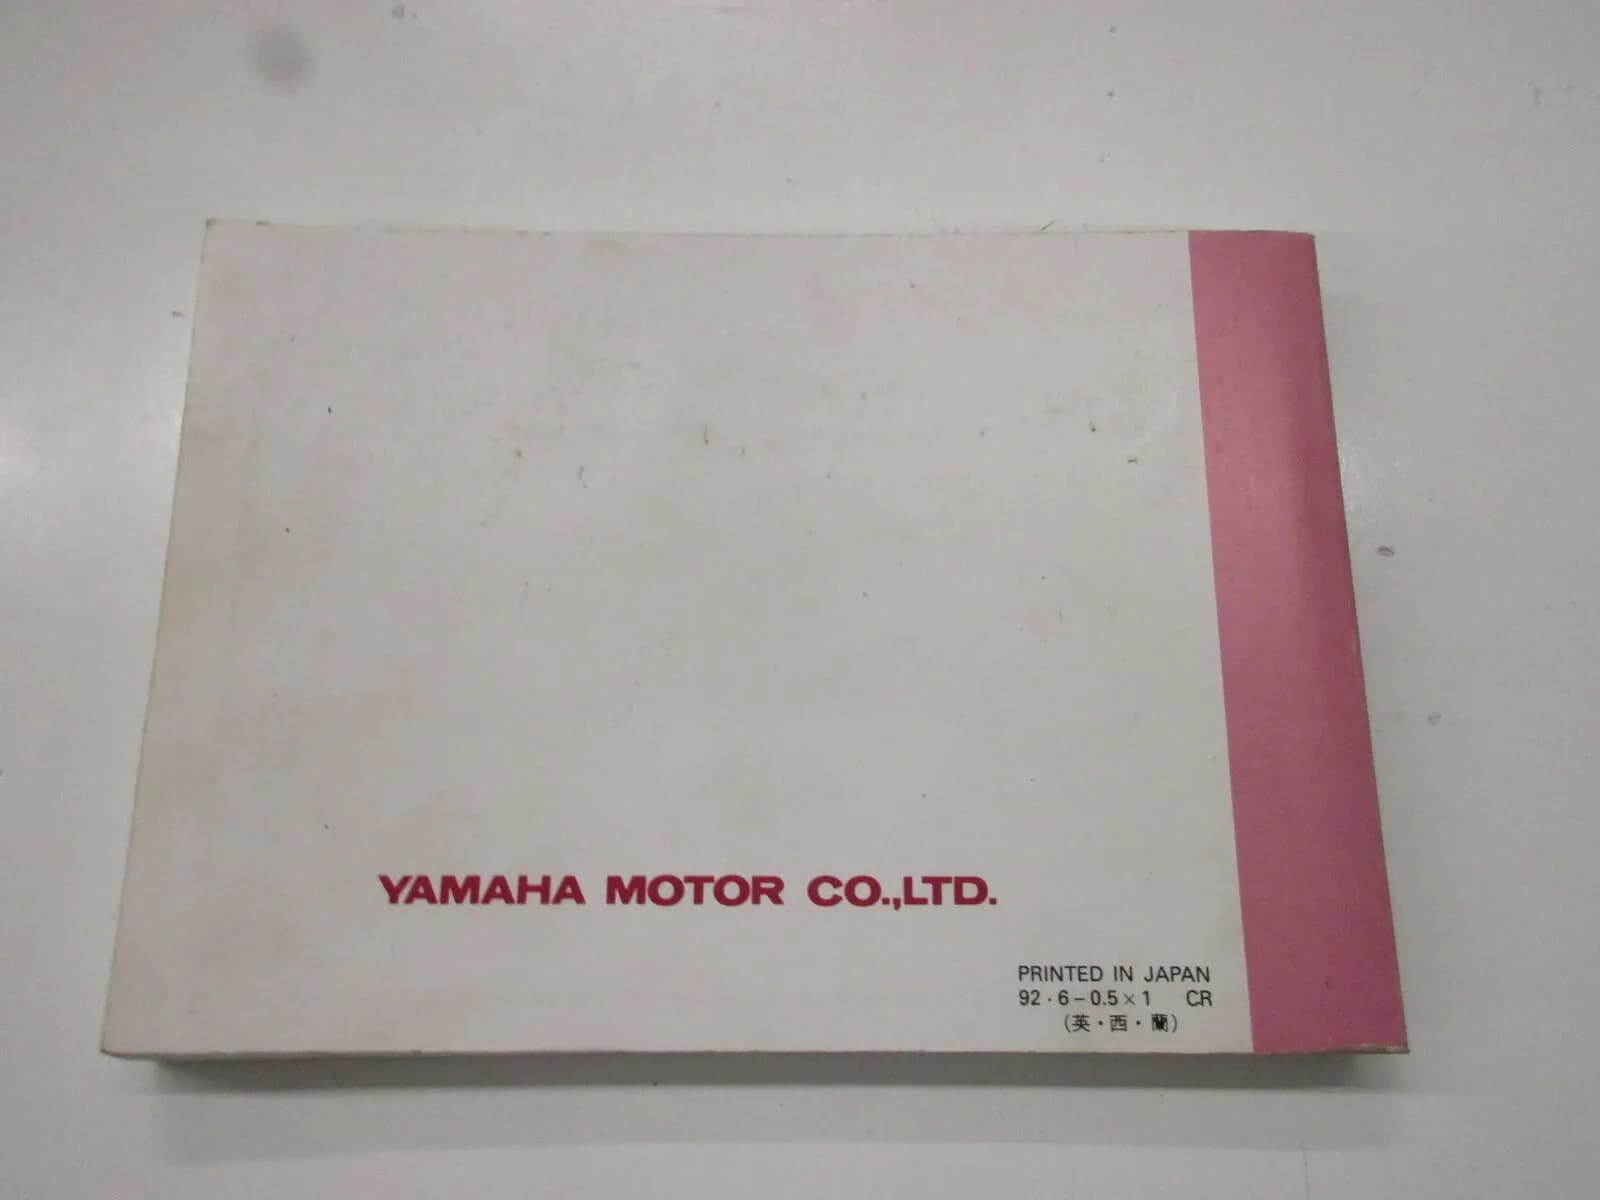 YAMAHA MOTOR CO.,LTD.
PRINTED IN JAPAN
92・6－0.5×1 CR
(英・西・蘭)